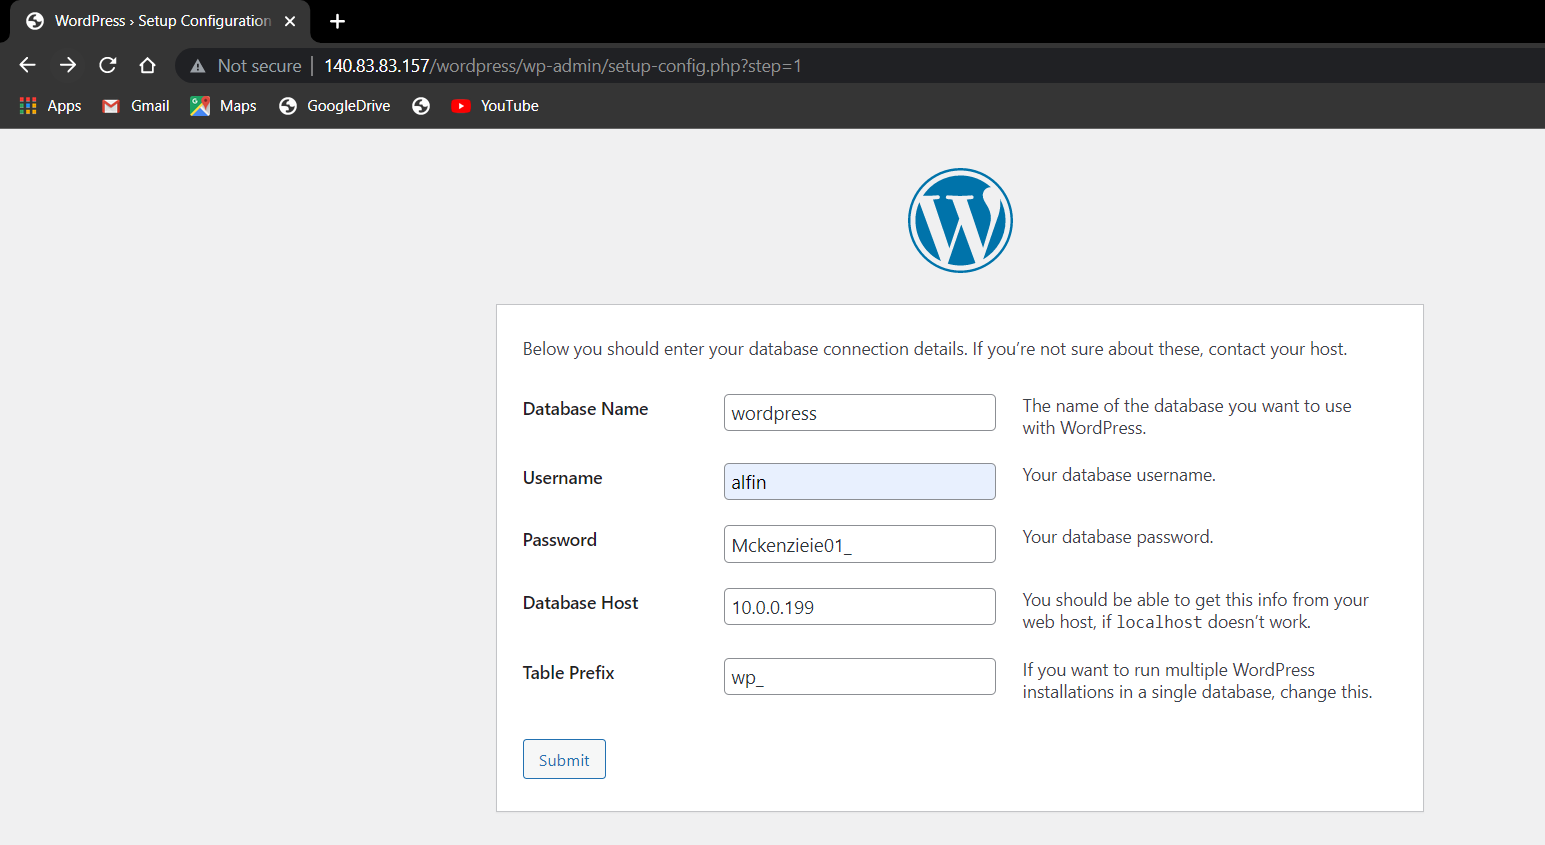 WordPress › Setup Configuration
Not secure | 140.83.83.157/wordpress/wp-admin/setup-config.php?step=1
Apps Gmail Maps GoogleDrive YouTube
Below you should enter your database connection details. If you’re not sure about these, contact your host.
Database Name wordpress The name of the database you want to use
with WordPress.
Username alfin Your database username.
Password Mckenzieie01_ Your database password.
Database Host 10.0.0.199 You should be able to get this info from your
web host, if localhost doesn’t work.
Table Prefix wp_ If you want to run multiple WordPress
installations in a single database, change this.
Submit